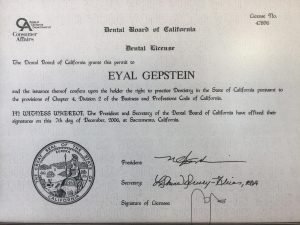 Consumer
Affairs
Dental Board of California
License No.
Dental License
The Dental Board of California grants this permit to
EYAL GEPSTEIN
and the issuance thereof confers upon the holder the right to practice Dentistry in the State of California pursuant to
the provisions of Chapter 4, Division 2 of the Business and Professions Code of California.
IN WITNESS WHEREOF, The President and Secretary of the Dental Board of California have affixed their
signatures on this 7th day of December, 2006, at Sacramento, California.
President
Secretary
Signature of Licensee